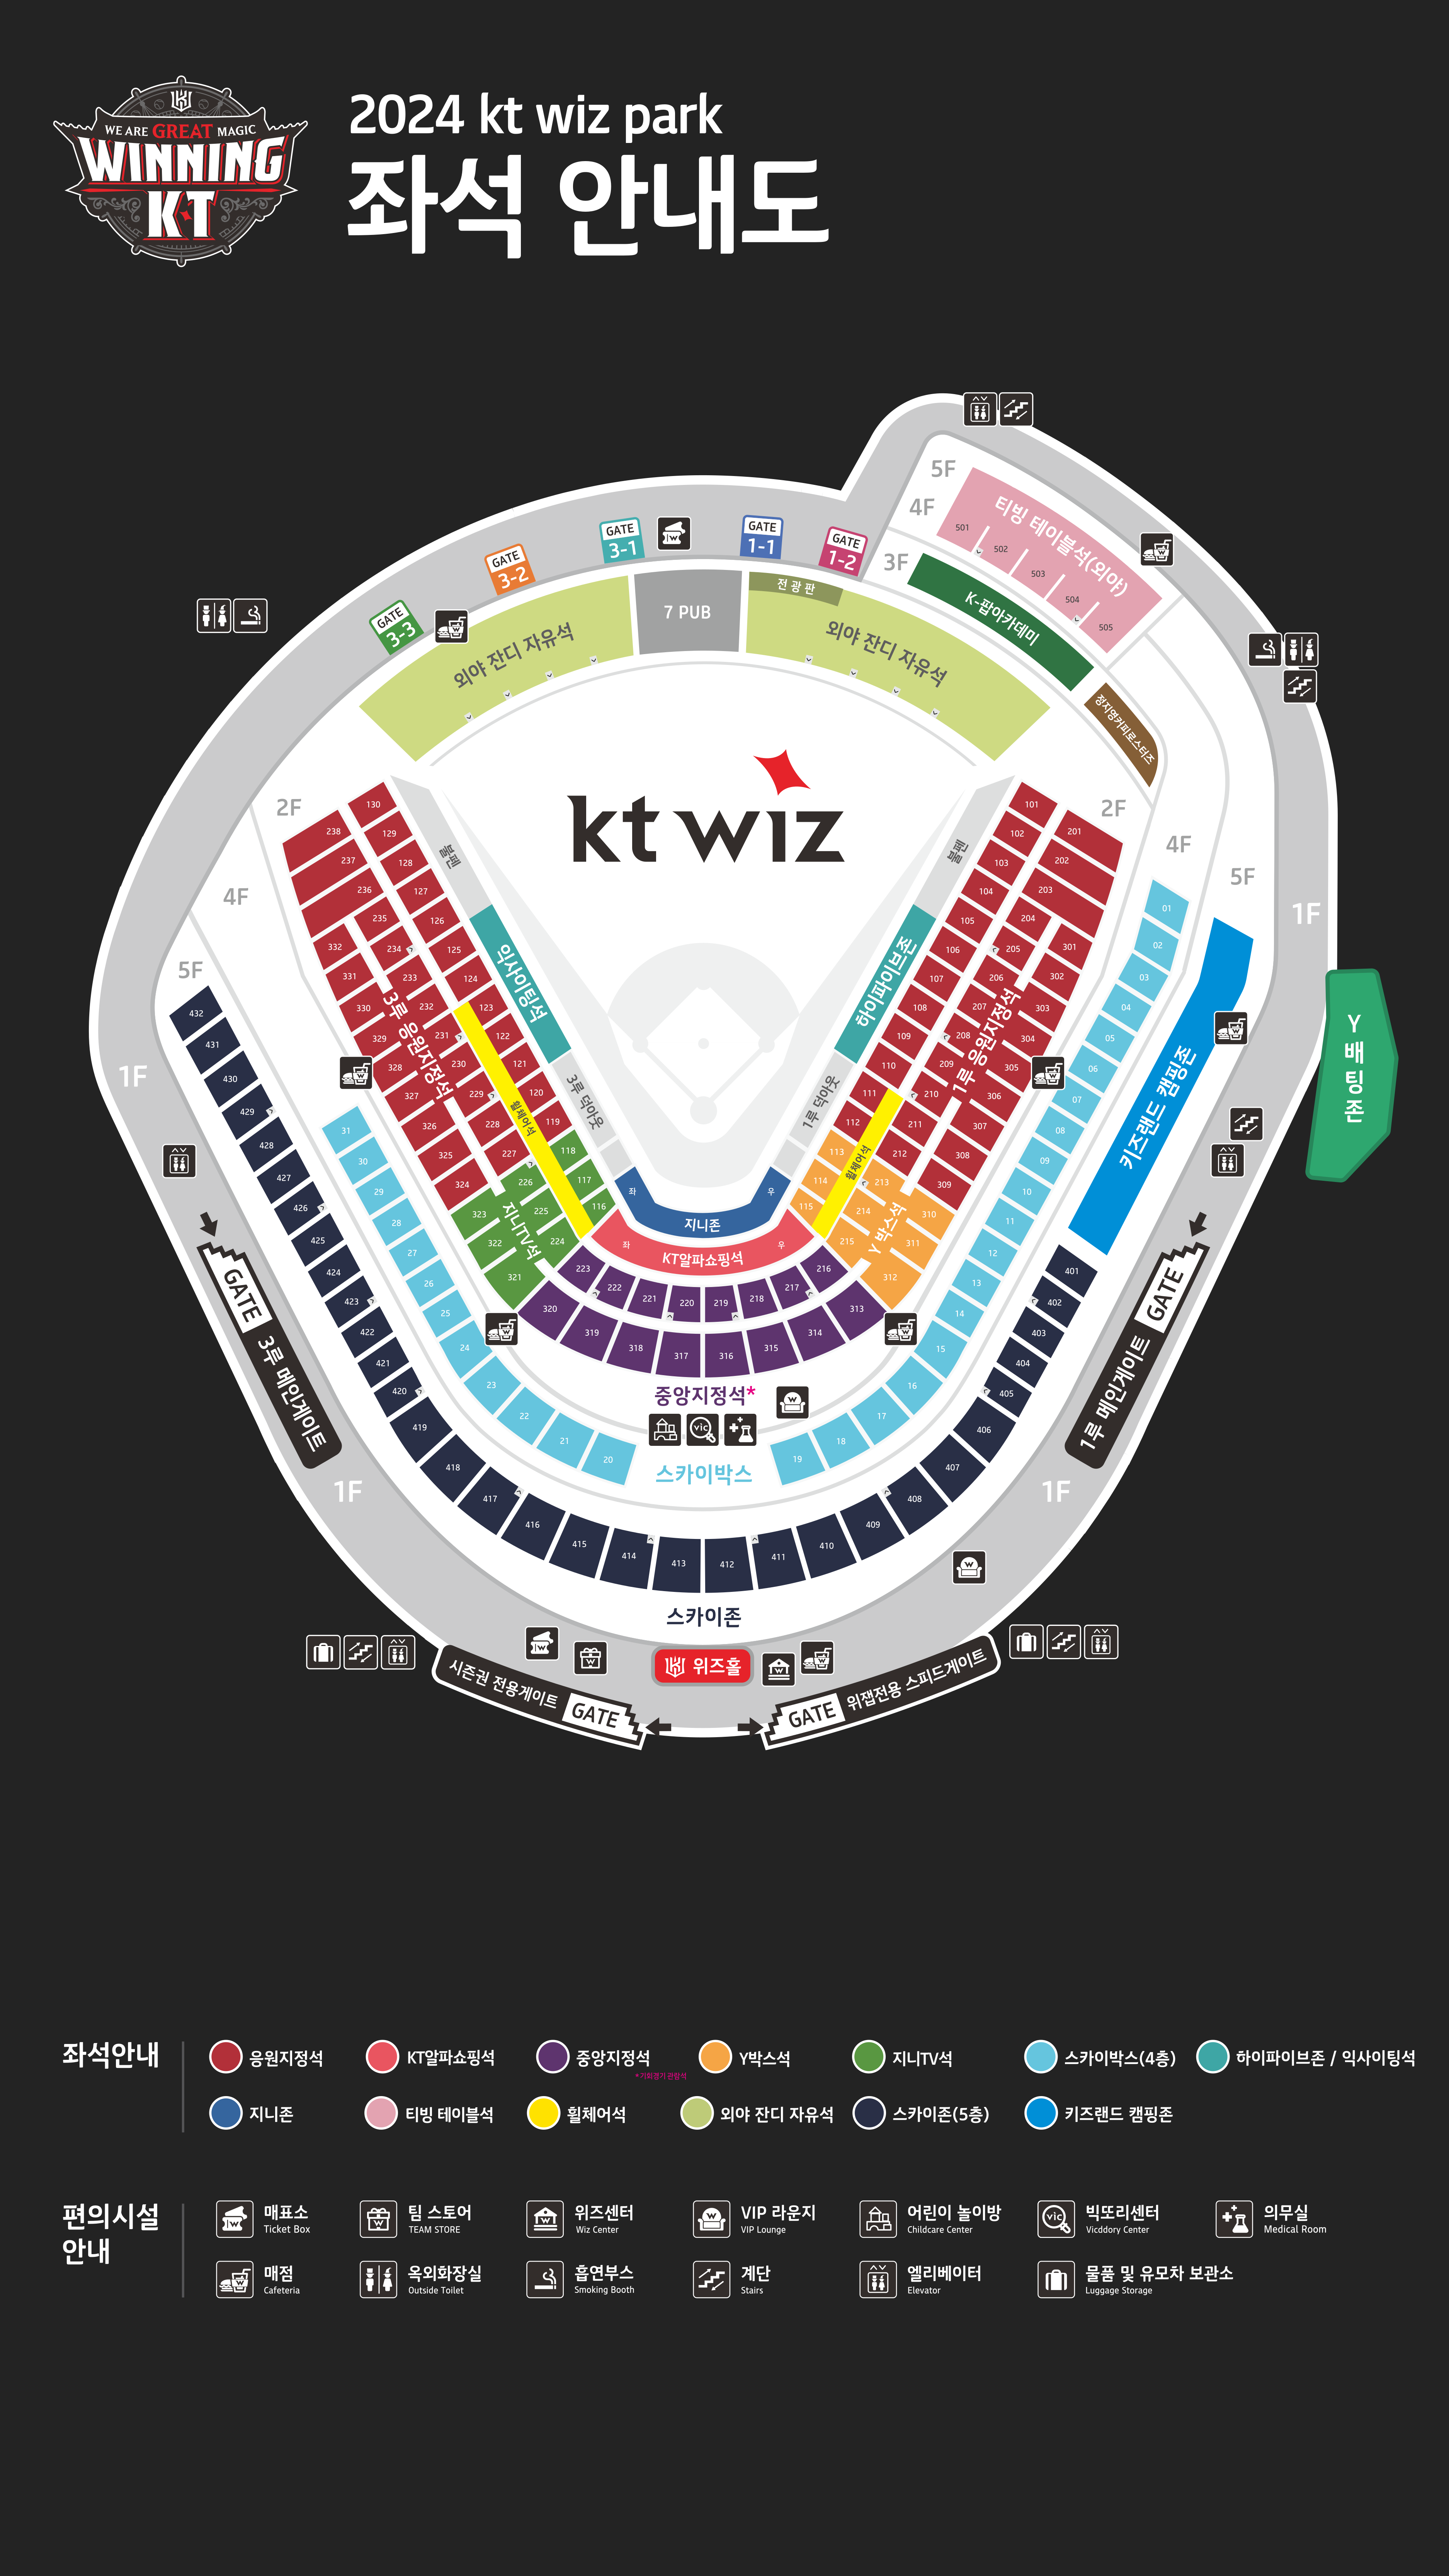 WE ARE GREAT MAGIC
WINNING
KT
2024 kt wiz park
좌석 안내도
5F
4F
3F
티빙 테이블석(외야)
501
502
503
504
505
K-팝아카데미
정지영커피로스터즈
GATE 3-3
GATE 3-2
GATE 3-1
GATE 1-1
GATE 1-2
외야 잔디 자유석
7 PUB
전광판
외야 잔디 자유석
kt wiz
2F
4F
5F
1F
2F
4F
5F
1F
불펜
익사이팅석
3루 덕아웃
불펜
하이파이브존
1루 덕아웃
130
129
128
127
126
125
124
123
122
121
120
119
118
117
116
238
237
236
235
234
233
232
231
230
229
228
227
226
225
224
332
331
330
329
328
327
326
325
324
323
322
321
3루 응원지정석
휠체어석
지니TV석
101
102
103
104
105
106
107
108
109
110
111
112
113
114
115
201
202
203
204
205
206
207
208
209
210
211
212
213
214
215
301
302
303
304
305
306
307
308
309
310
311
312
1루 응원지정석
휠체어석
Y 박스석
좌
지니존
우
좌
KT알파쇼핑석
우
223
222
221
220
219
218
217
216
320
319
318
317
316
315
314
313
중앙지정석*
vic
스카이박스
01
02
03
04
05
06
07
08
09
10
11
12
13
14
15
16
17
18
19
20
21
22
23
24
25
26
27
28
29
30
31
키즈랜드 캠핑존
Y배팅존
432
431
430
429
428
427
426
425
424
423
422
421
420
419
418
417
416
415
414
413
412
411
410
409
408
407
406
405
404
403
402
401
스카이존
GATE 3루 메인게이트
1루 메인게이트 GATE
1F
1F
위즈홀
시즌권 전용게이트 GATE
GATE 위잽전용 스피드게이트
좌석안내
응원지정석
KT알파쇼핑석
중앙지정석
*기획경기 관람석
Y박스석
지니TV석
스카이박스(4층)
하이파이브존 / 익사이팅석
지니존
티빙 테이블석
휠체어석
외야 잔디 자유석
스카이존(5층)
키즈랜드 캠핑존
편의시설
안내
매표소
Ticket Box
팀 스토어
TEAM STORE
위즈센터
Wiz Center
VIP 라운지
VIP Lounge
어린이 놀이방
Childcare Center
vic
빅또리센터
Vicddory Center
의무실
Medical Room
매점
Cafeteria
옥외화장실
Outside Toilet
흡연부스
Smoking Booth
계단
Stairs
엘리베이터
Elevator
물품 및 유모차 보관소
Luggage Storage